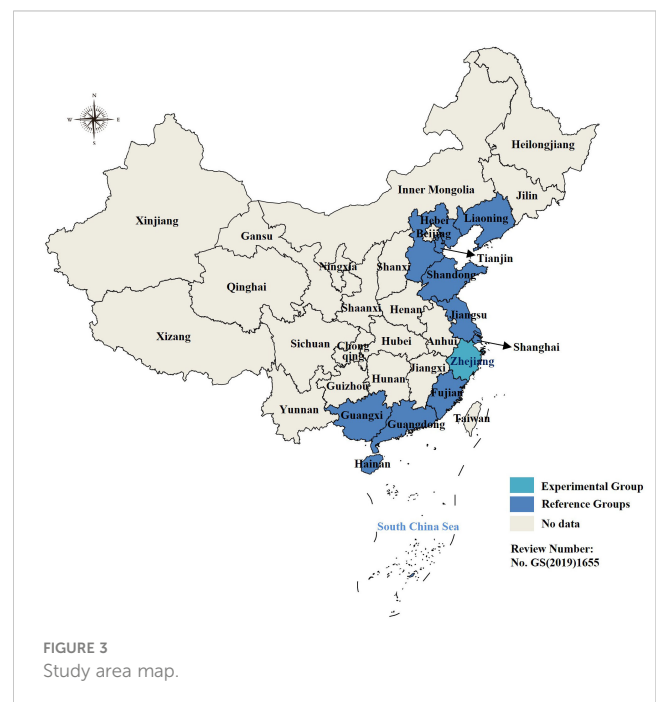 N
W
E
S
Heilongjiang
Jilin
Inner Mongolia
Xinjiang
Gansu
Hebei
Liaoning
Beijing
Tianjin
Ningxia
Shanxi
Shandong
Qinghai
Shaanxi
Henan
Jiangsu
Xizang
Sichuan
Chong
qing
Hubei
Anhui
Shanghai
Zhejiang
Hunan
Jiangxi
Guizhou
Fujian
Yunnan
Guangxi
Guangdong
Taiwan
Hainan
South China Sea
Experimental Group
Reference Groups
No data
Review Number:
No. GS(2019)1655
FIGURE 3
Study area map.